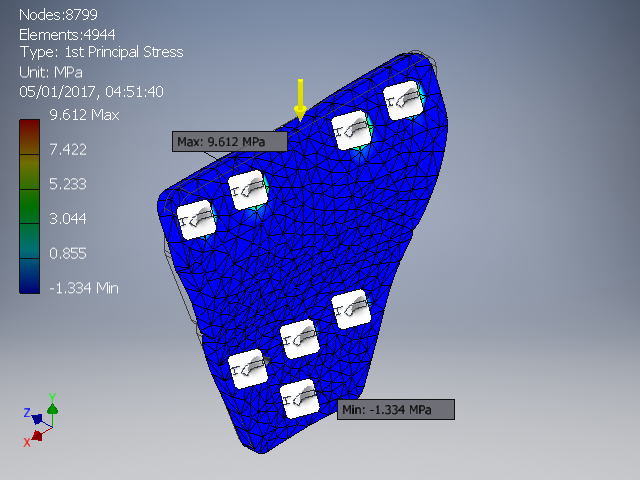 Nodes:8799
Elements:4944
Type: 1st Principal Stress
Unit: MPa
05/01/2017, 04:51:40
9.612 Max
7.422
5.233
3.044
0.855
-1.334 Min
Max: 9.612 MPa
Min: -1.334 MPa
Y
Z
X